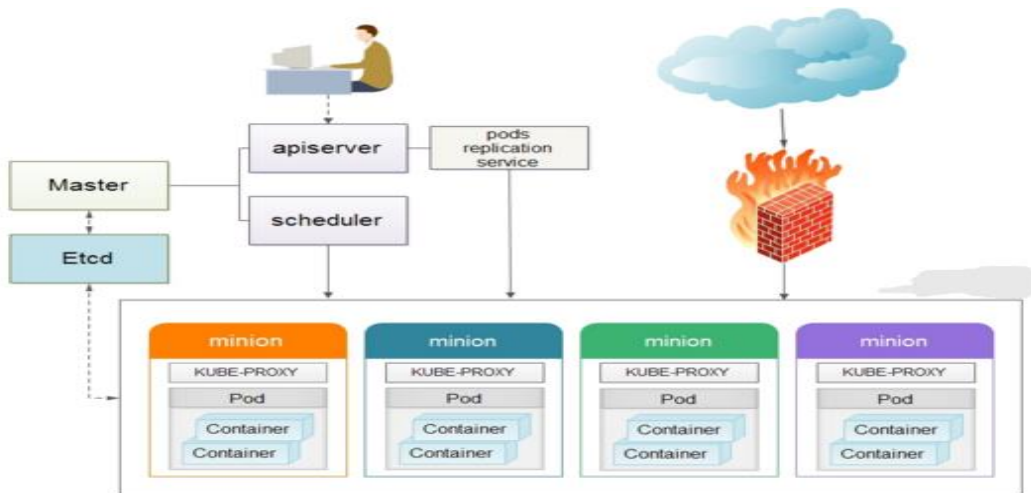 apiserver
pods
replication
service
Master
scheduler
Etcd
minion
minion
minion
minion
KUBE-PROXY
KUBE-PROXY
KUBE-PROXY
KUBE-PROXY
Pod
Pod
Pod
Pod
Container
Container
Container
Container
Container
Container
Container
Container